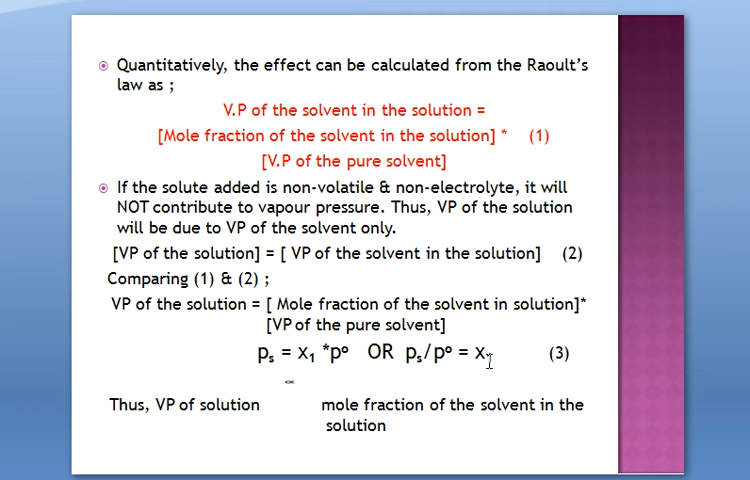 Quantitatively, the effect can be calculated from the Raoult's
law as ;
V.P of the solvent in the solution =
[Mole fraction of the solvent in the solution] * (1)
[V.P of the pure solvent]
If the solute added is non-volatile & non-electrolyte, it will
NOT contribute to vapour pressure. Thus, VP of the solution
will be due to VP of the solvent only.
[VP of the solution] = [ VP of the solvent in the solution] (2)
Comparing (1) & (2) ;
VP of the solution = [ Mole fraction of the solvent in solution]*
[VP of the pure solvent]
pₛ = x₁ *pº OR pₛ/pº = x₁ (3)
∝
Thus, VP of solution mole fraction of the solvent in the
solution